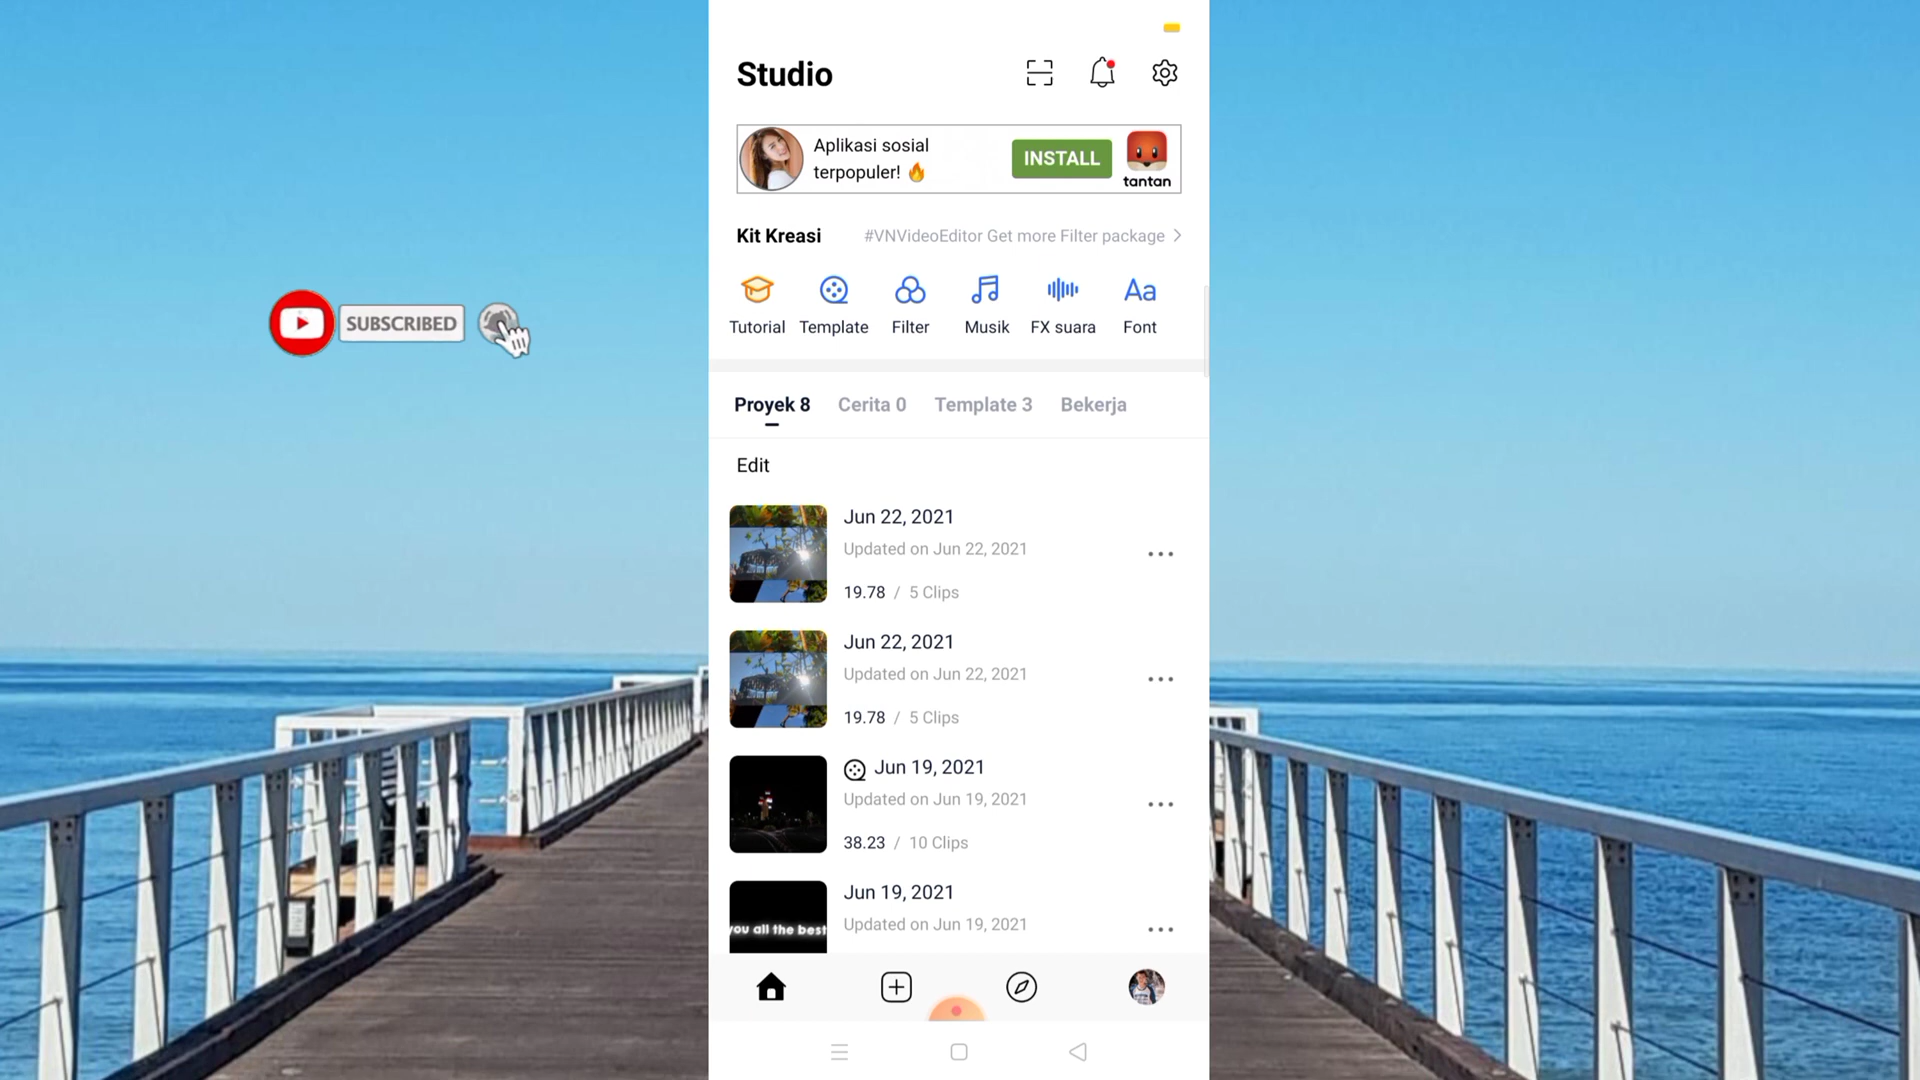 Studio
Aplikasi sosial
terpopuler! 🔥
INSTALL
tantan
Kit Kreasi
#VNVideoEditor Get more Filter package
Aa
Tutorial
Template
Filter
Musik
FX suara
Font
SUBSCRIBED
Proyek 8
Cerita 0
Template 3
Bekerja
Edit
Jun 22, 2021
Updated on Jun 22, 2021
19.78 / 5 Clips
Jun 22, 2021
Updated on Jun 22, 2021
19.78 / 5 Clips
Jun 19, 2021
Updated on Jun 19, 2021
38.23 / 10 Clips
Jun 19, 2021
Updated on Jun 19, 2021
you all the best